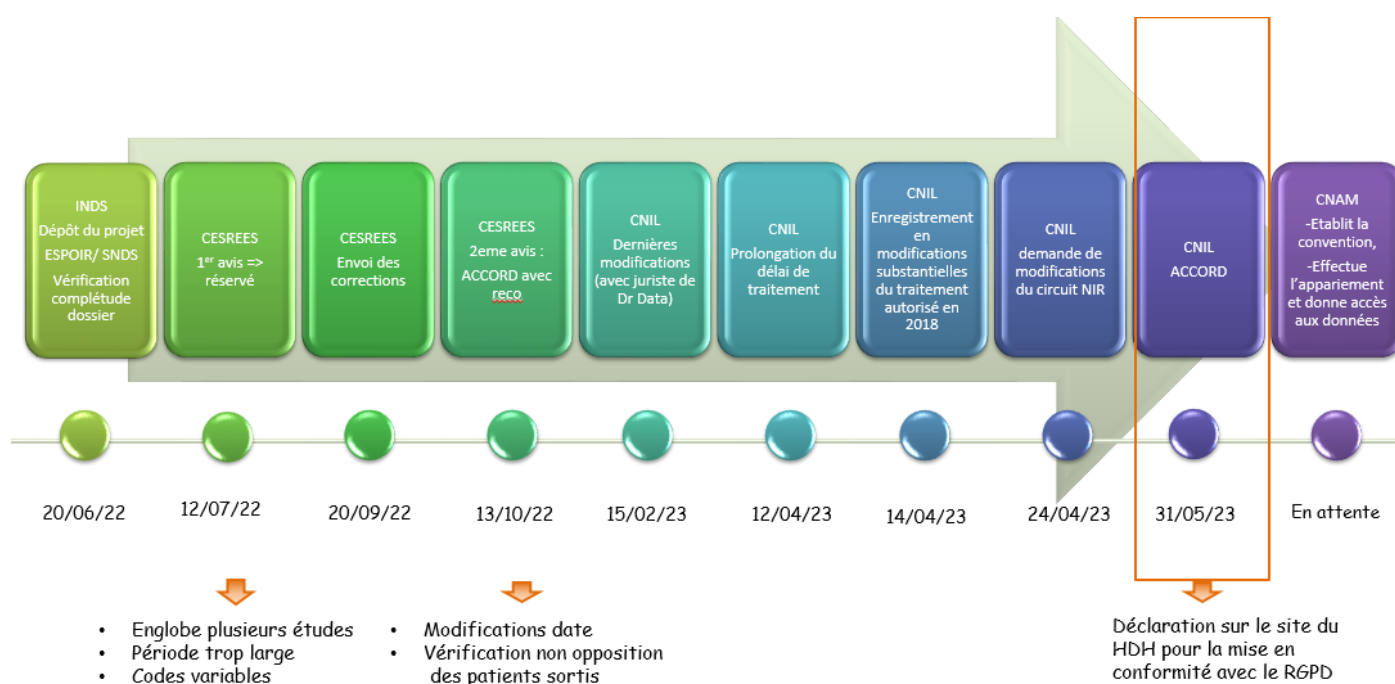 INDS
Dépôt du projet
ESPOIR/ SNDS
Vérification
complétude
dossier
CESREES
1er avis =>
réservé
CESREES
Envoi des
corrections
CESREES
2eme avis :
ACCORD avec
reco
CNIL
Dernières
modifications
(avec juriste de
Dr Data)
CNIL
Prolongation du
délai de
traitement
CNIL
Enregistrement
en
modifications
substantielles
du traitement
autorisé en
2018
CNIL
demande de
modifications
du circuit NIR
CNIL
ACCORD
CNAM
-Etablit la
convention,
-Effectue
l’appariement
et donne accès
aux données
20/06/22
12/07/22
20/09/22
13/10/22
15/02/23
12/04/23
14/04/23
24/04/23
31/05/23
En attente
• Englobe plusieurs études
• Période trop large
• Codes variables
• Modifications date
• Vérification non opposition
des patients sortis
Déclaration sur le site du
HDH pour la mise en
conformité avec le RGPD